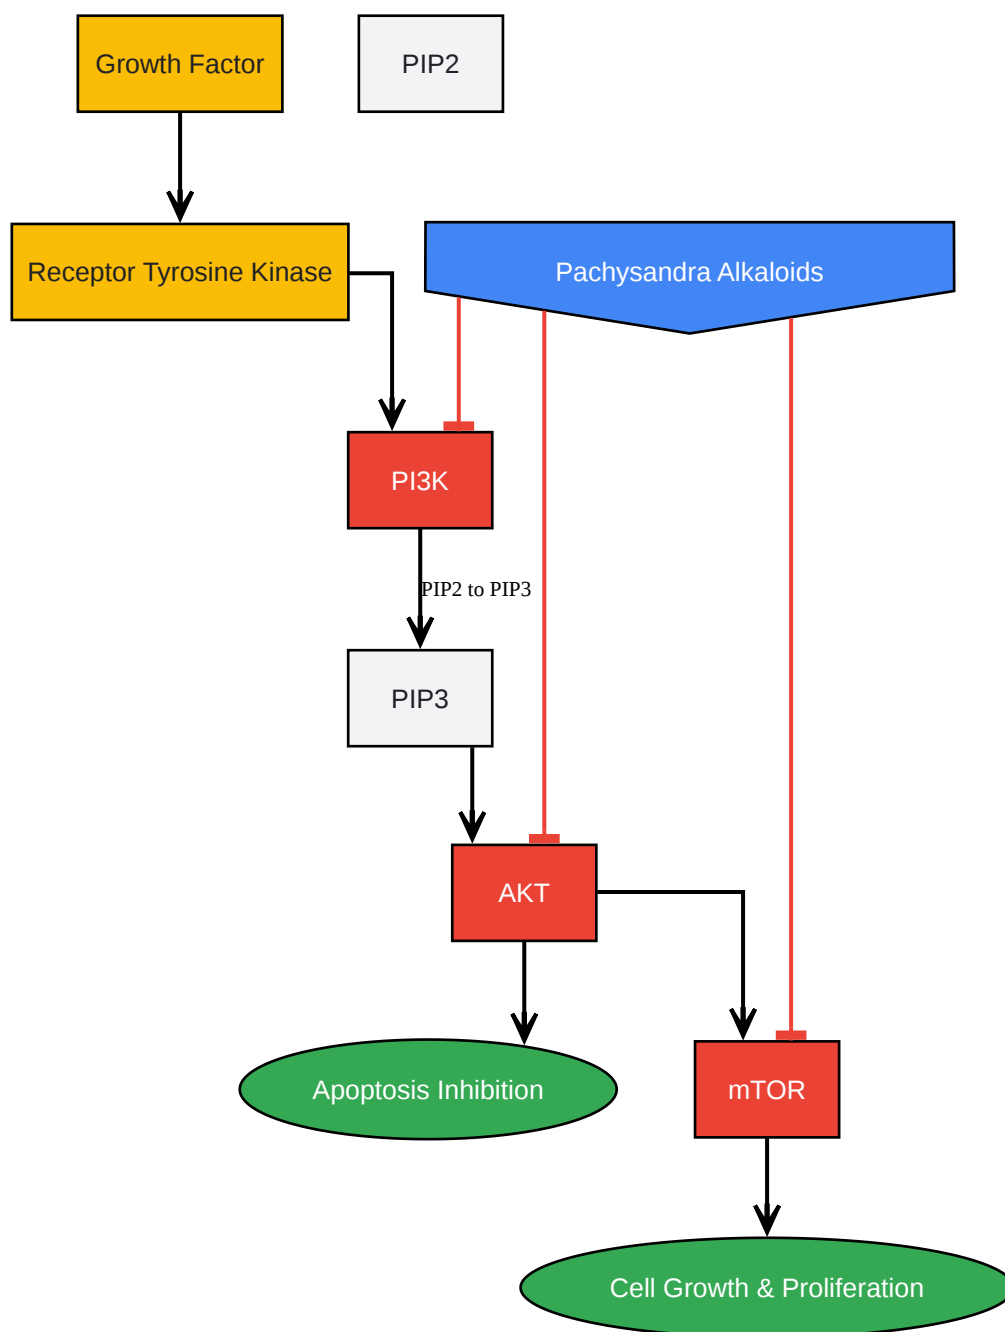 Growth Factor
PIP2
Receptor Tyrosine Kinase
Pachysandra Alkaloids
PI3K
PIP2 to PIP3
PIP3
AKT
Apoptosis Inhibition
mTOR
Cell Growth & Proliferation